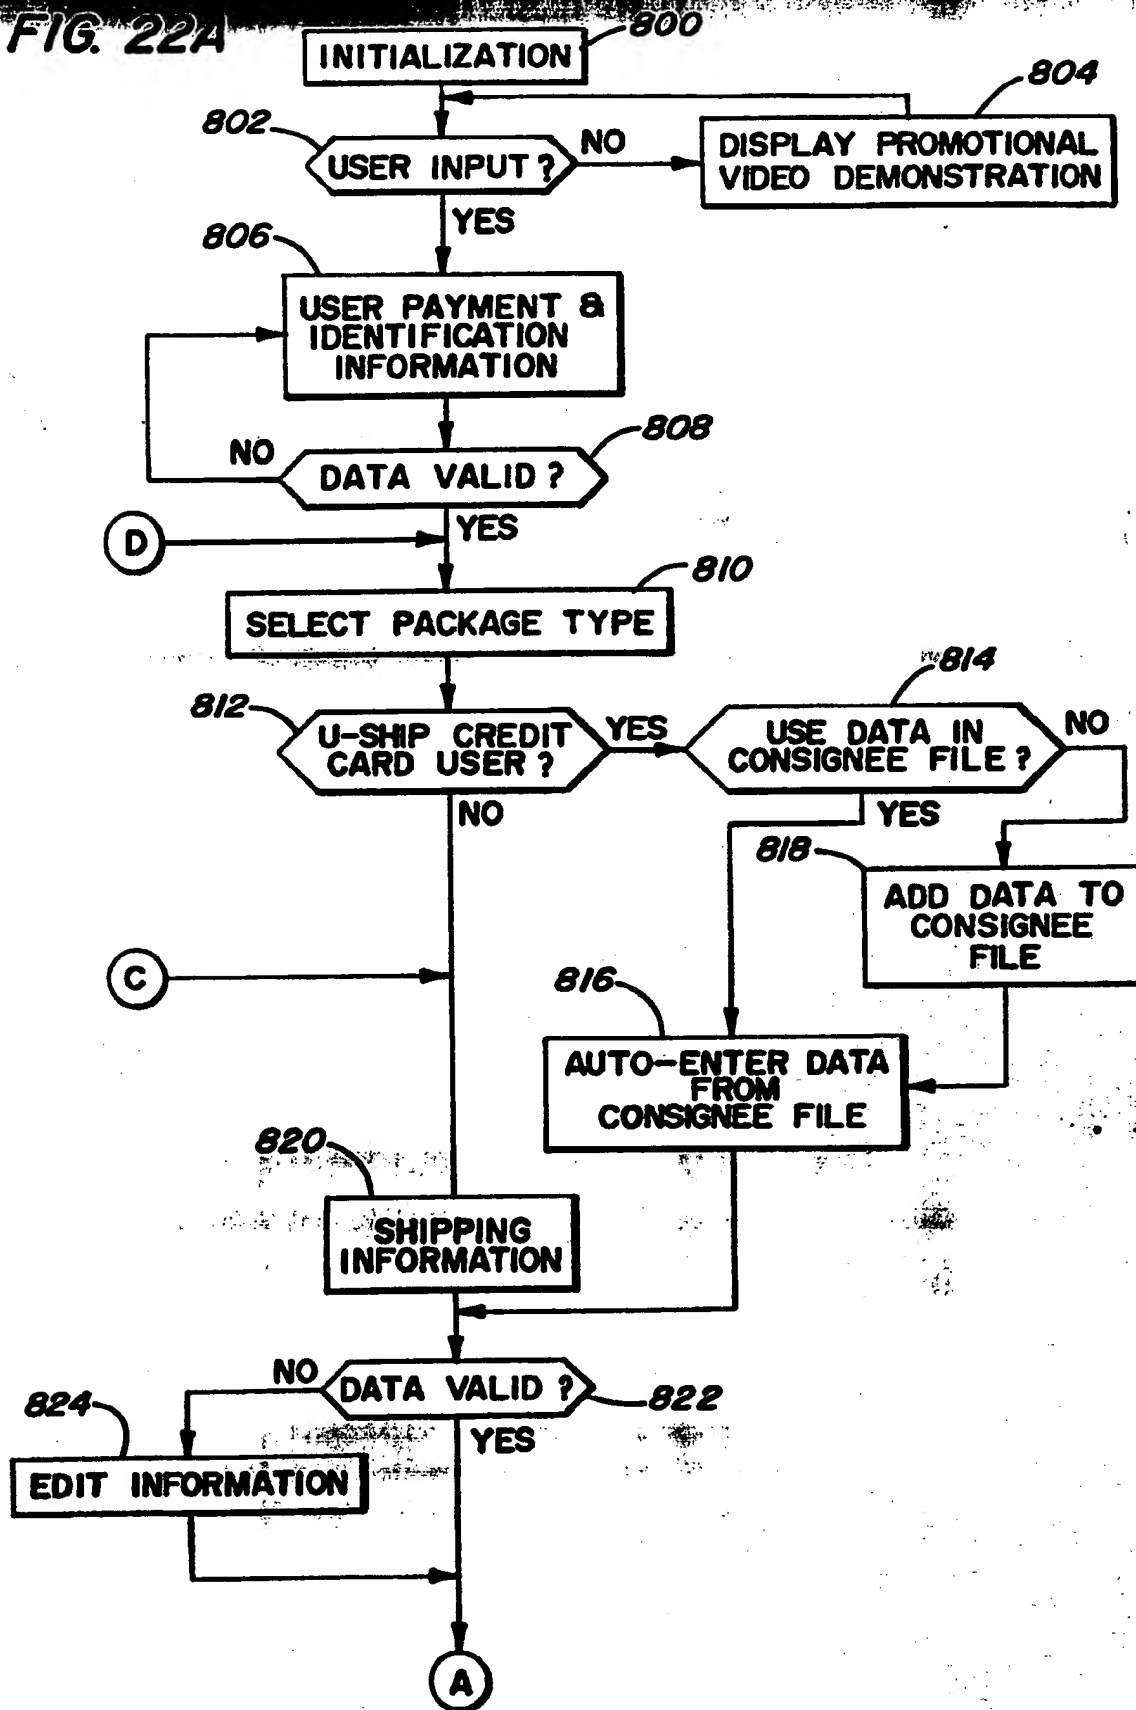 FIG. 22A
800
INITIALIZATION
804
802
USER INPUT?
NO
DISPLAY PROMOTIONAL
VIDEO DEMONSTRATION
YES
806
USER PAYMENT &
IDENTIFICATION
INFORMATION
808
NO
DATA VALID?
YES
D
810
SELECT PACKAGE TYPE
814
812
U-SHIP CREDIT
CARD USER?
YES
USE DATA IN
CONSIGNEE FILE?
NO
NO
YES
818
ADD DATA TO
CONSIGNEE
FILE
C
816
AUTO-ENTER DATA
FROM
CONSIGNEE FILE
820
SHIPPING
INFORMATION
NO
DATA VALID?
822
824
YES
EDIT INFORMATION
A